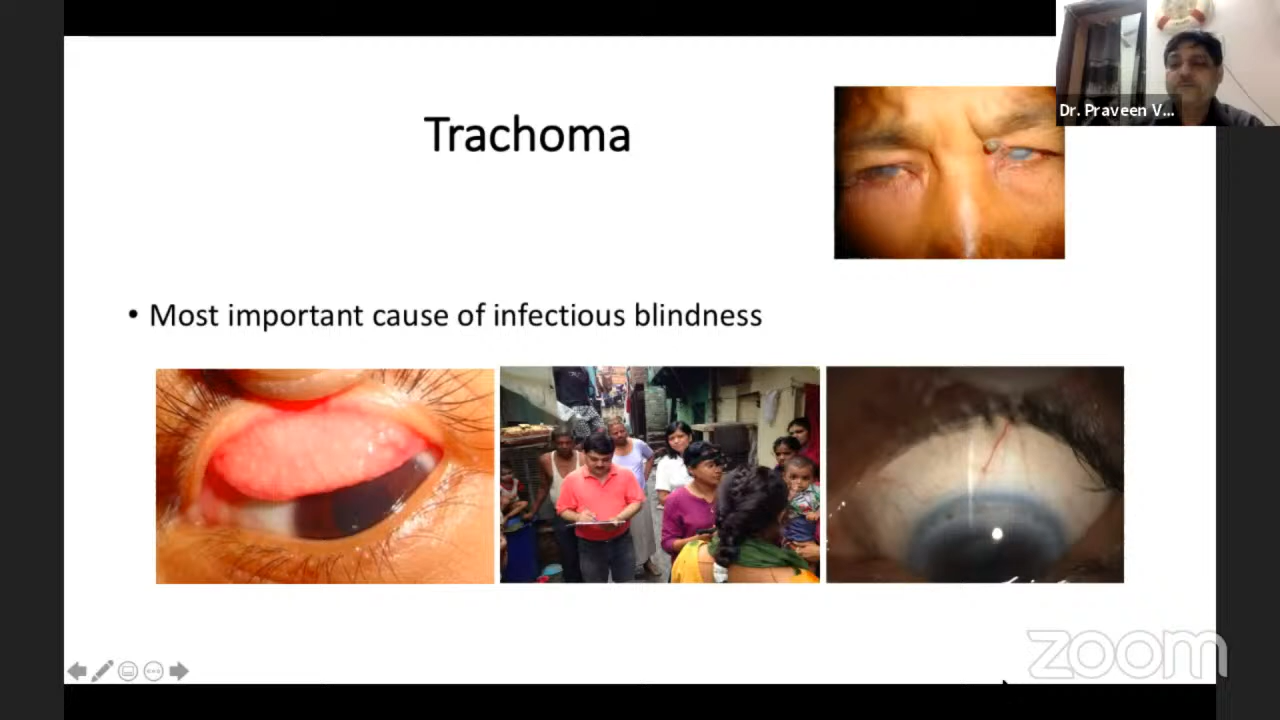 Dr. Praveen V...
Trachoma
• Most important cause of infectious blindness
zoom